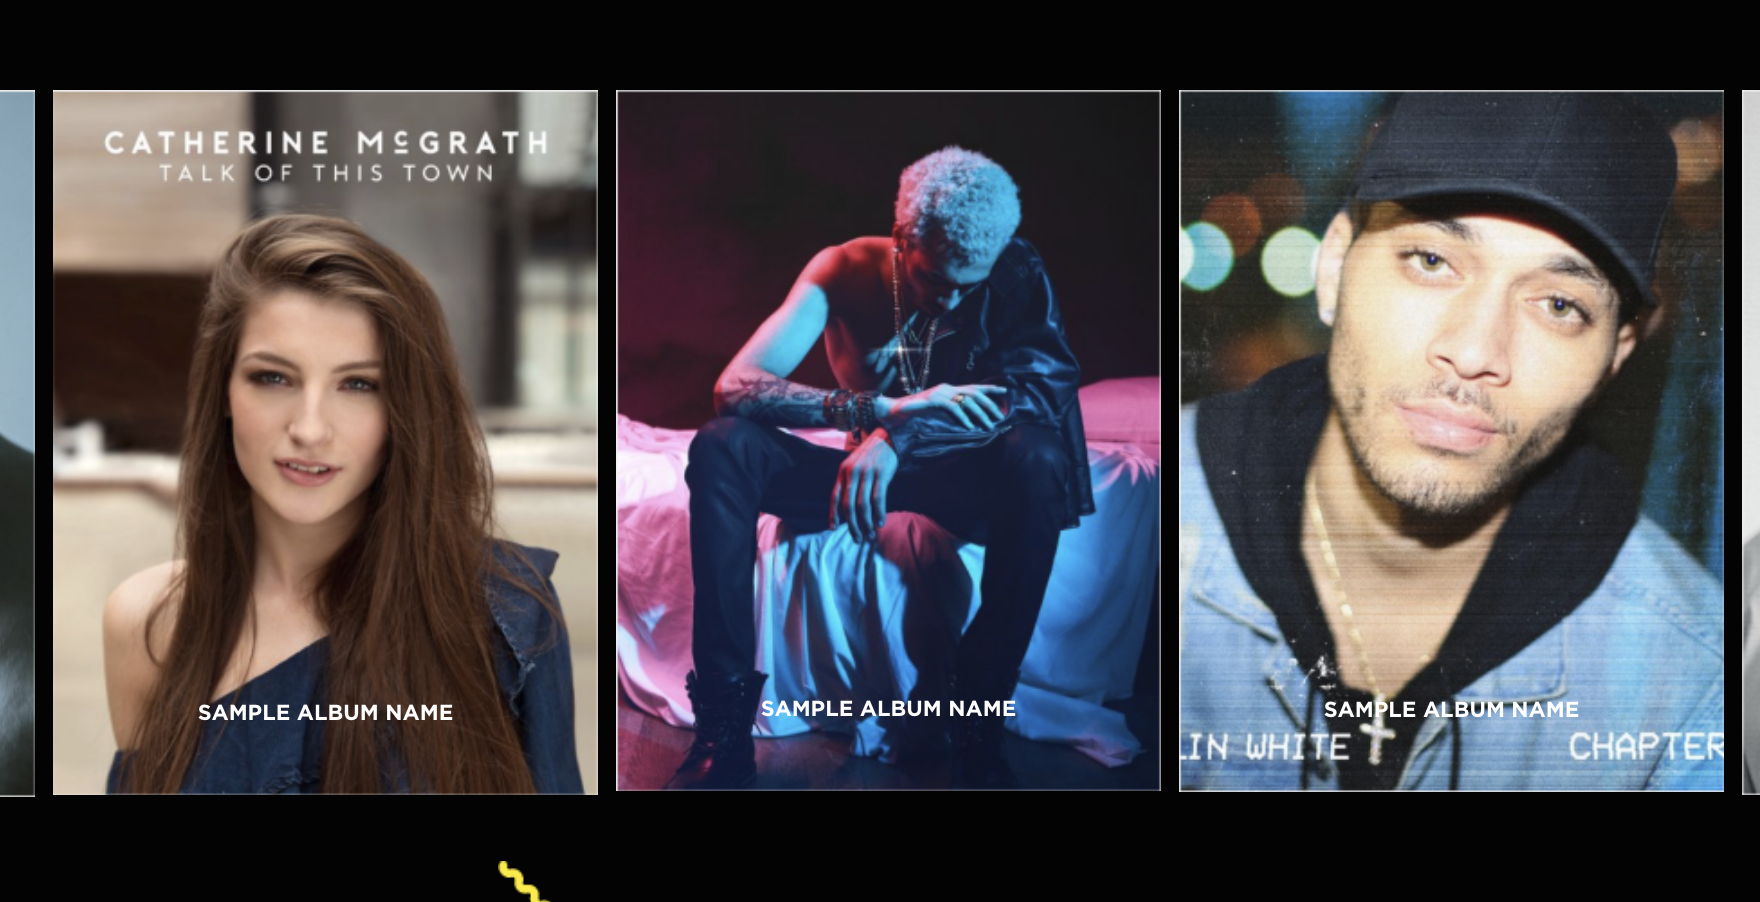 CATHERINE McGRATH
TALK OF THIS TOWN
SAMPLE ALBUM NAME
SAMPLE ALBUM NAME
SAMPLE ALBUM NAME
LIN WHITE
CHAPTER